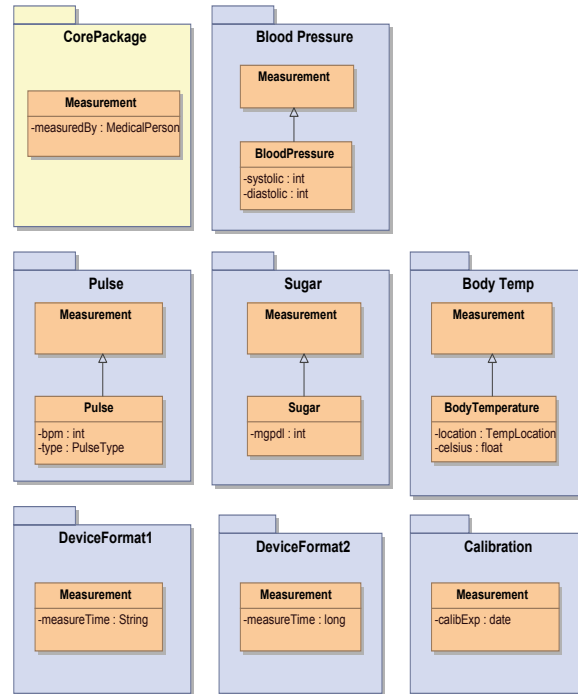 CorePackage
Measurement
-measuredBy : MedicalPerson
Blood Pressure
Measurement
BloodPressure
-systolic : int
-diastolic : int
Pulse
Measurement
Pulse
-bpm : int
-type : PulseType
Sugar
Measurement
Sugar
-mgpdl : int
Body Temp
Measurement
BodyTemperature
-location : TempLocation
-celsius : float
DeviceFormat1
Measurement
-measureTime : String
DeviceFormat2
Measurement
-measureTime : long
Calibration
Measurement
-calibExp : date